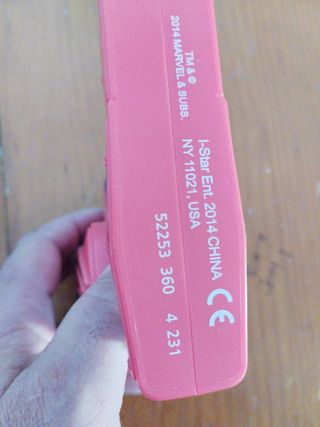 TM & ©
2014 MARVEL & SUBS.
I-Star Ent. 2014 CHINA
NY 11021, USA
CE
52253 360 4 231